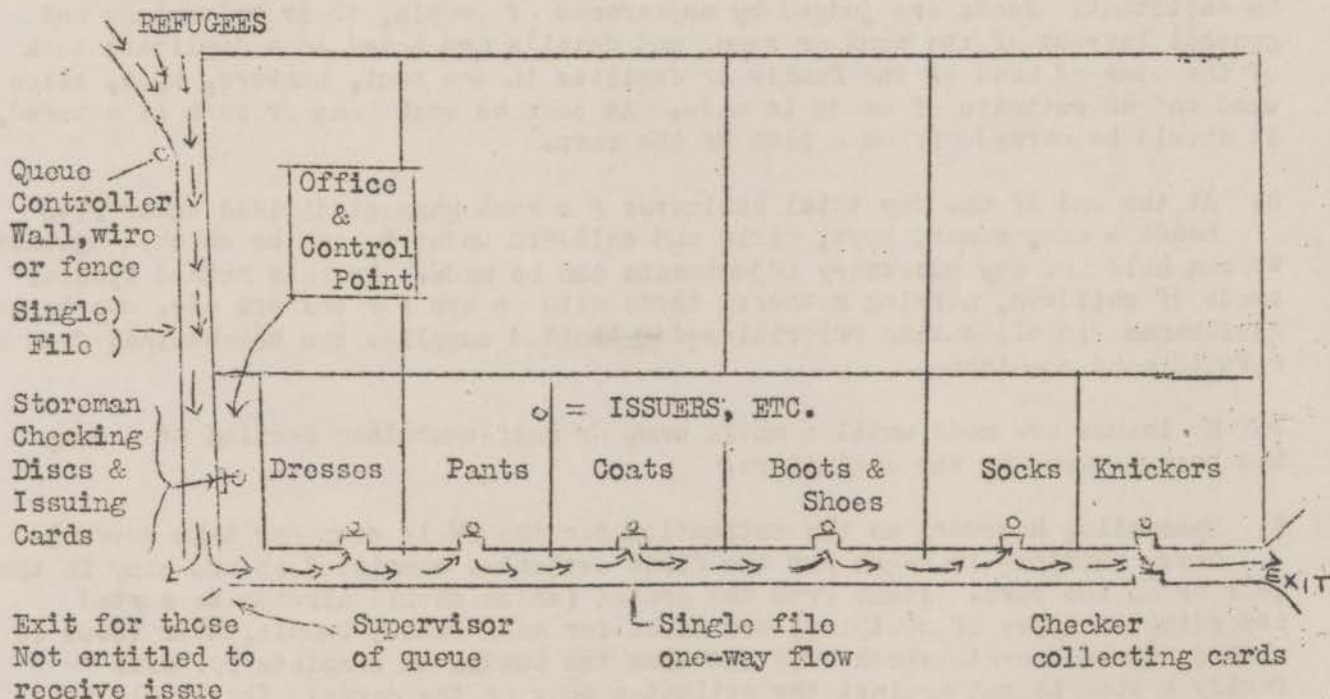 REFUGEES
Queue
Controller
Wall, wire
or fence
Single )
File )
Office
&
Control
Point
Storeman
Checking
Discs &
Issuing
Cards
o = ISSUERS, ETC.
Dresses
Pants
Coats
Boots &
Shoes
Socks
Knickers
EXIT
Exit for those
Not entitled to
receive issue
Supervisor
of queue
Single file
one-way flow
Checker
collecting cards